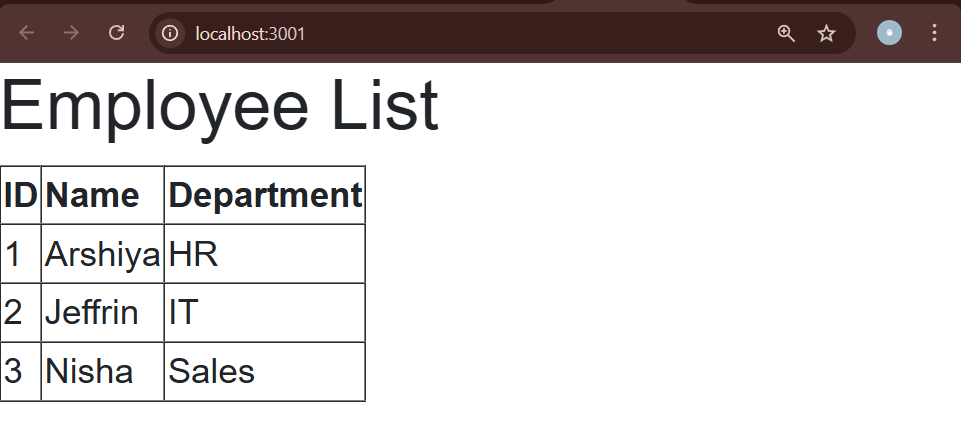 localhost:3001
Employee List
ID Name Department
1 Arshiya HR
2 Jeffrin IT
3 Nisha Sales